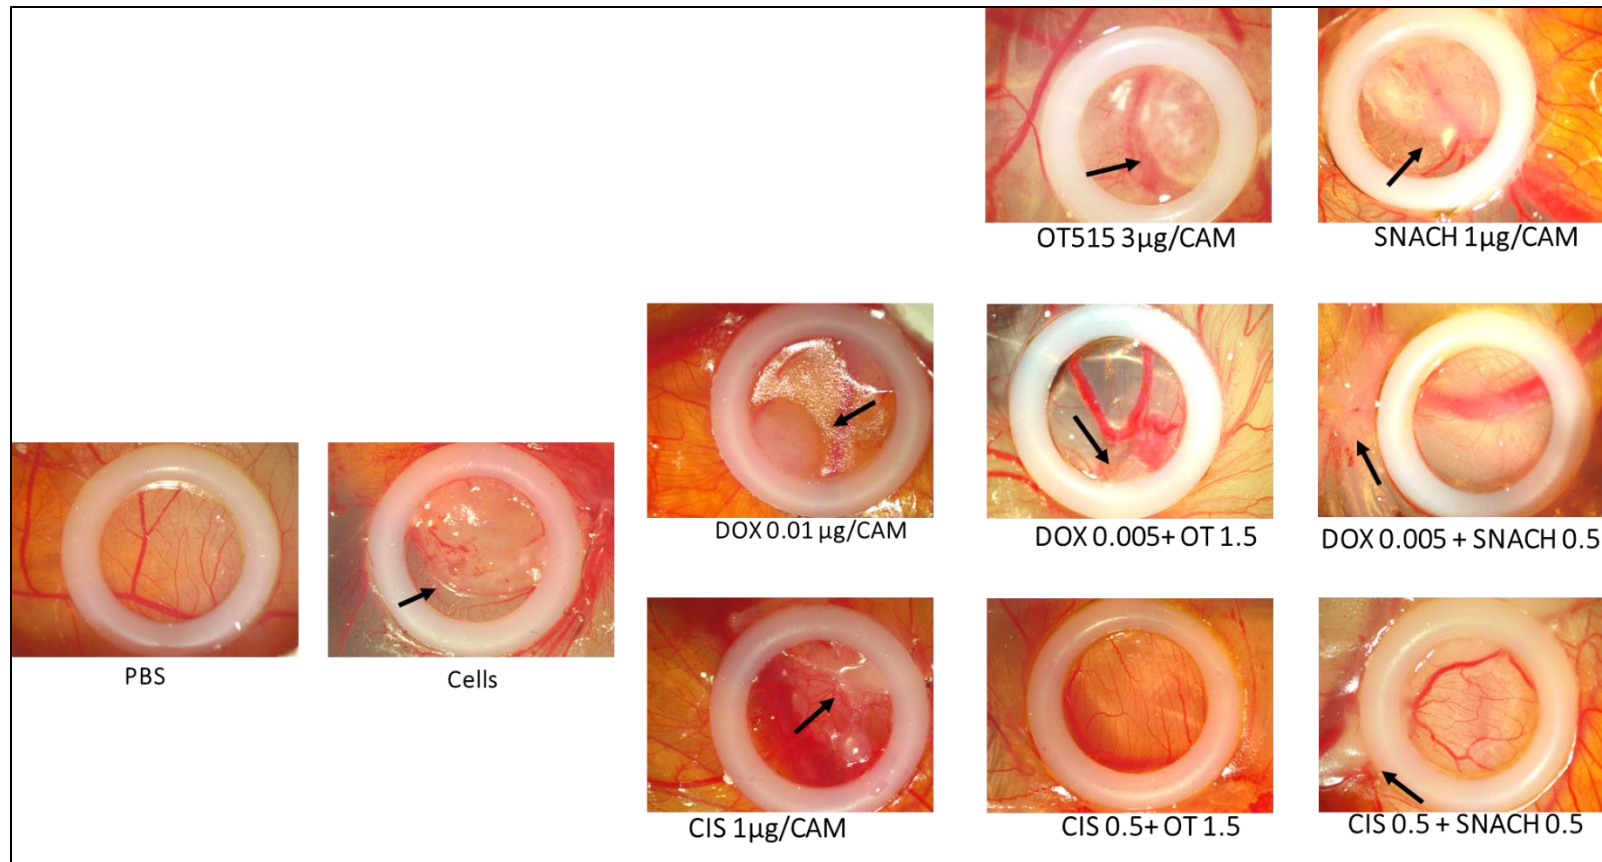 OT515 3µg/CAM
SNACH 1µg/CAM
DOX 0.01 µg/CAM
DOX 0.005+ OT 1.5
DOX 0.005 + SNACH 0.5
PBS
Cells
CIS 1µg/CAM
CIS 0.5+ OT 1.5
CIS 0.5 + SNACH 0.5